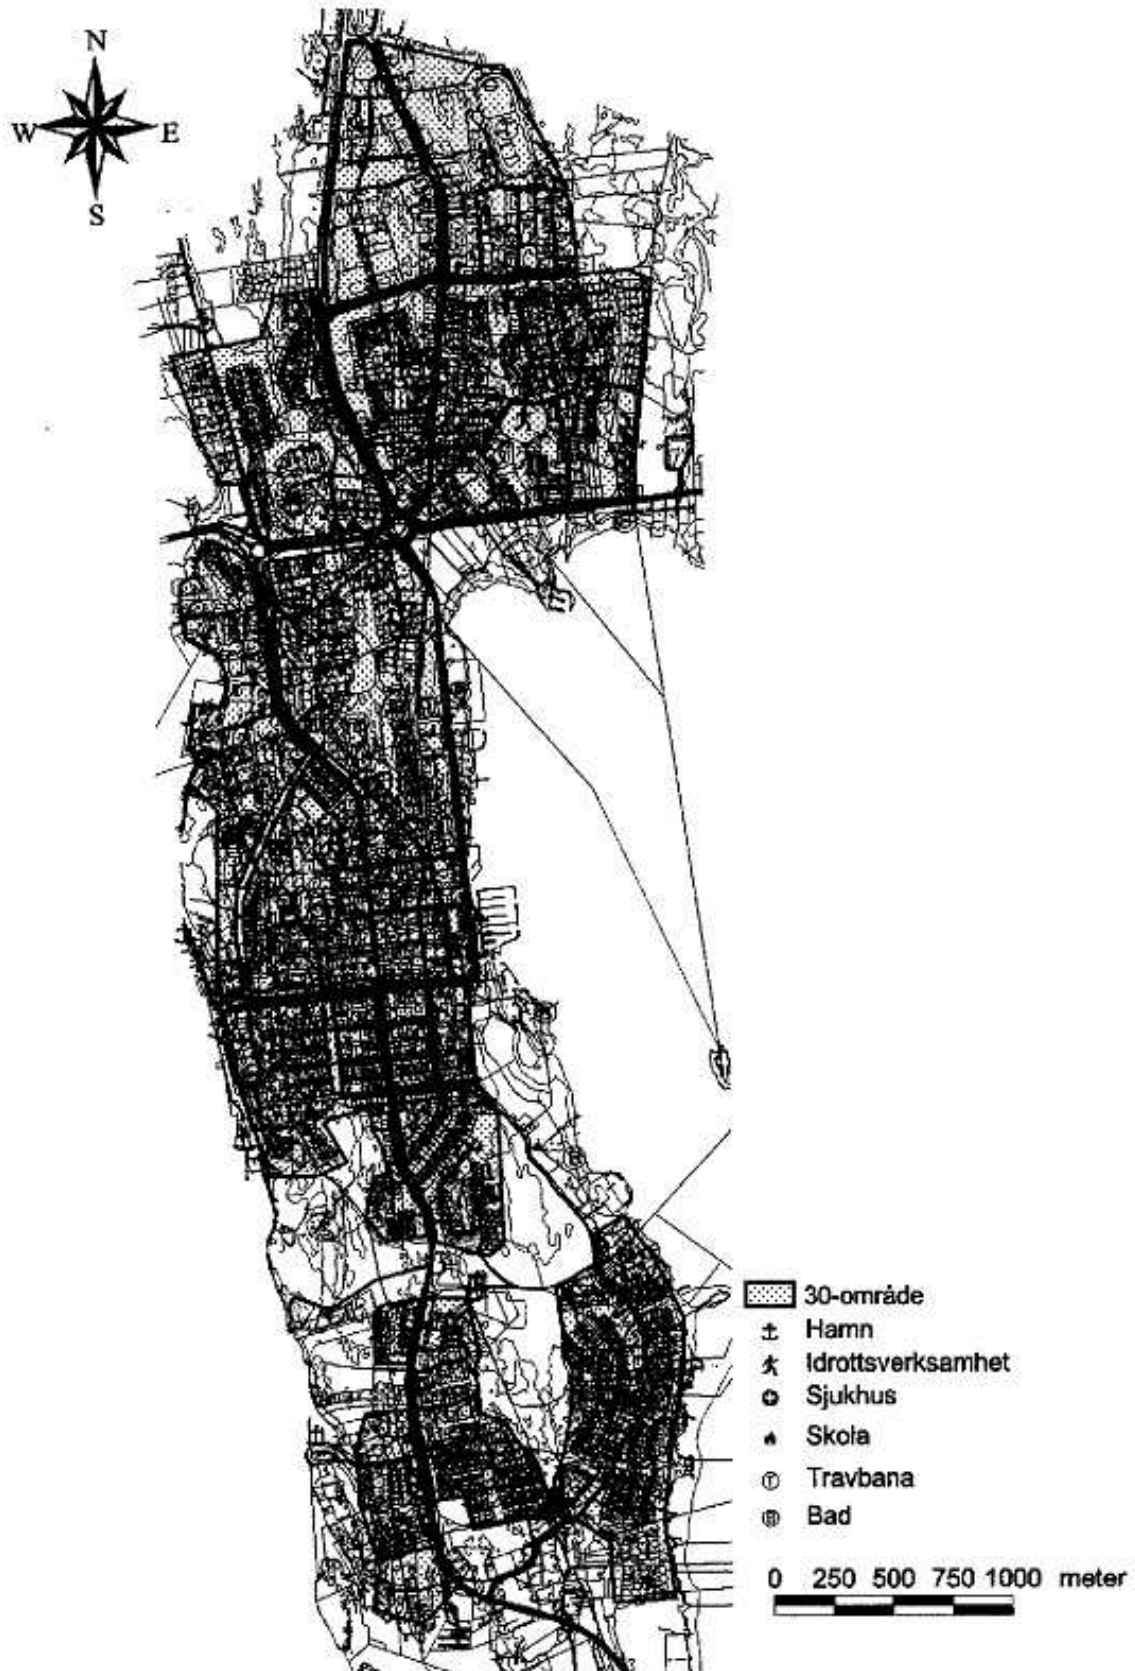 N
W E
S
30-område
Hamn
Idrottsverksamhet
Sjukhus
Skola
Travbana
Bad
0 250 500 750 1000 meter